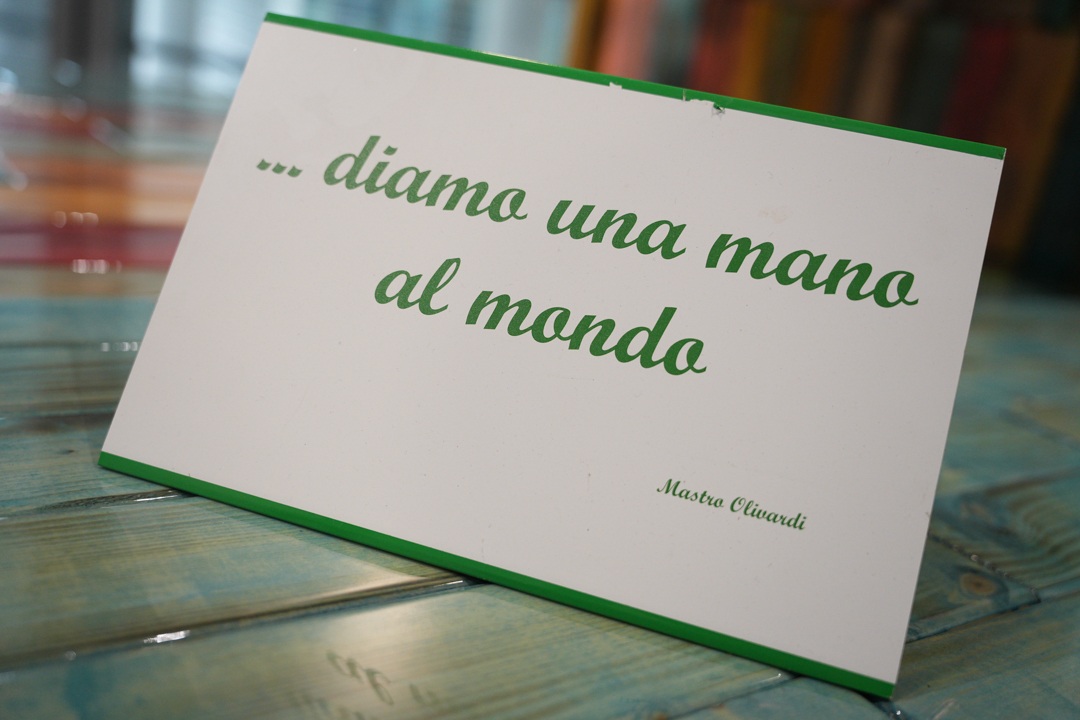 ... diamo una mano
al mondo
Mastro Olivardi